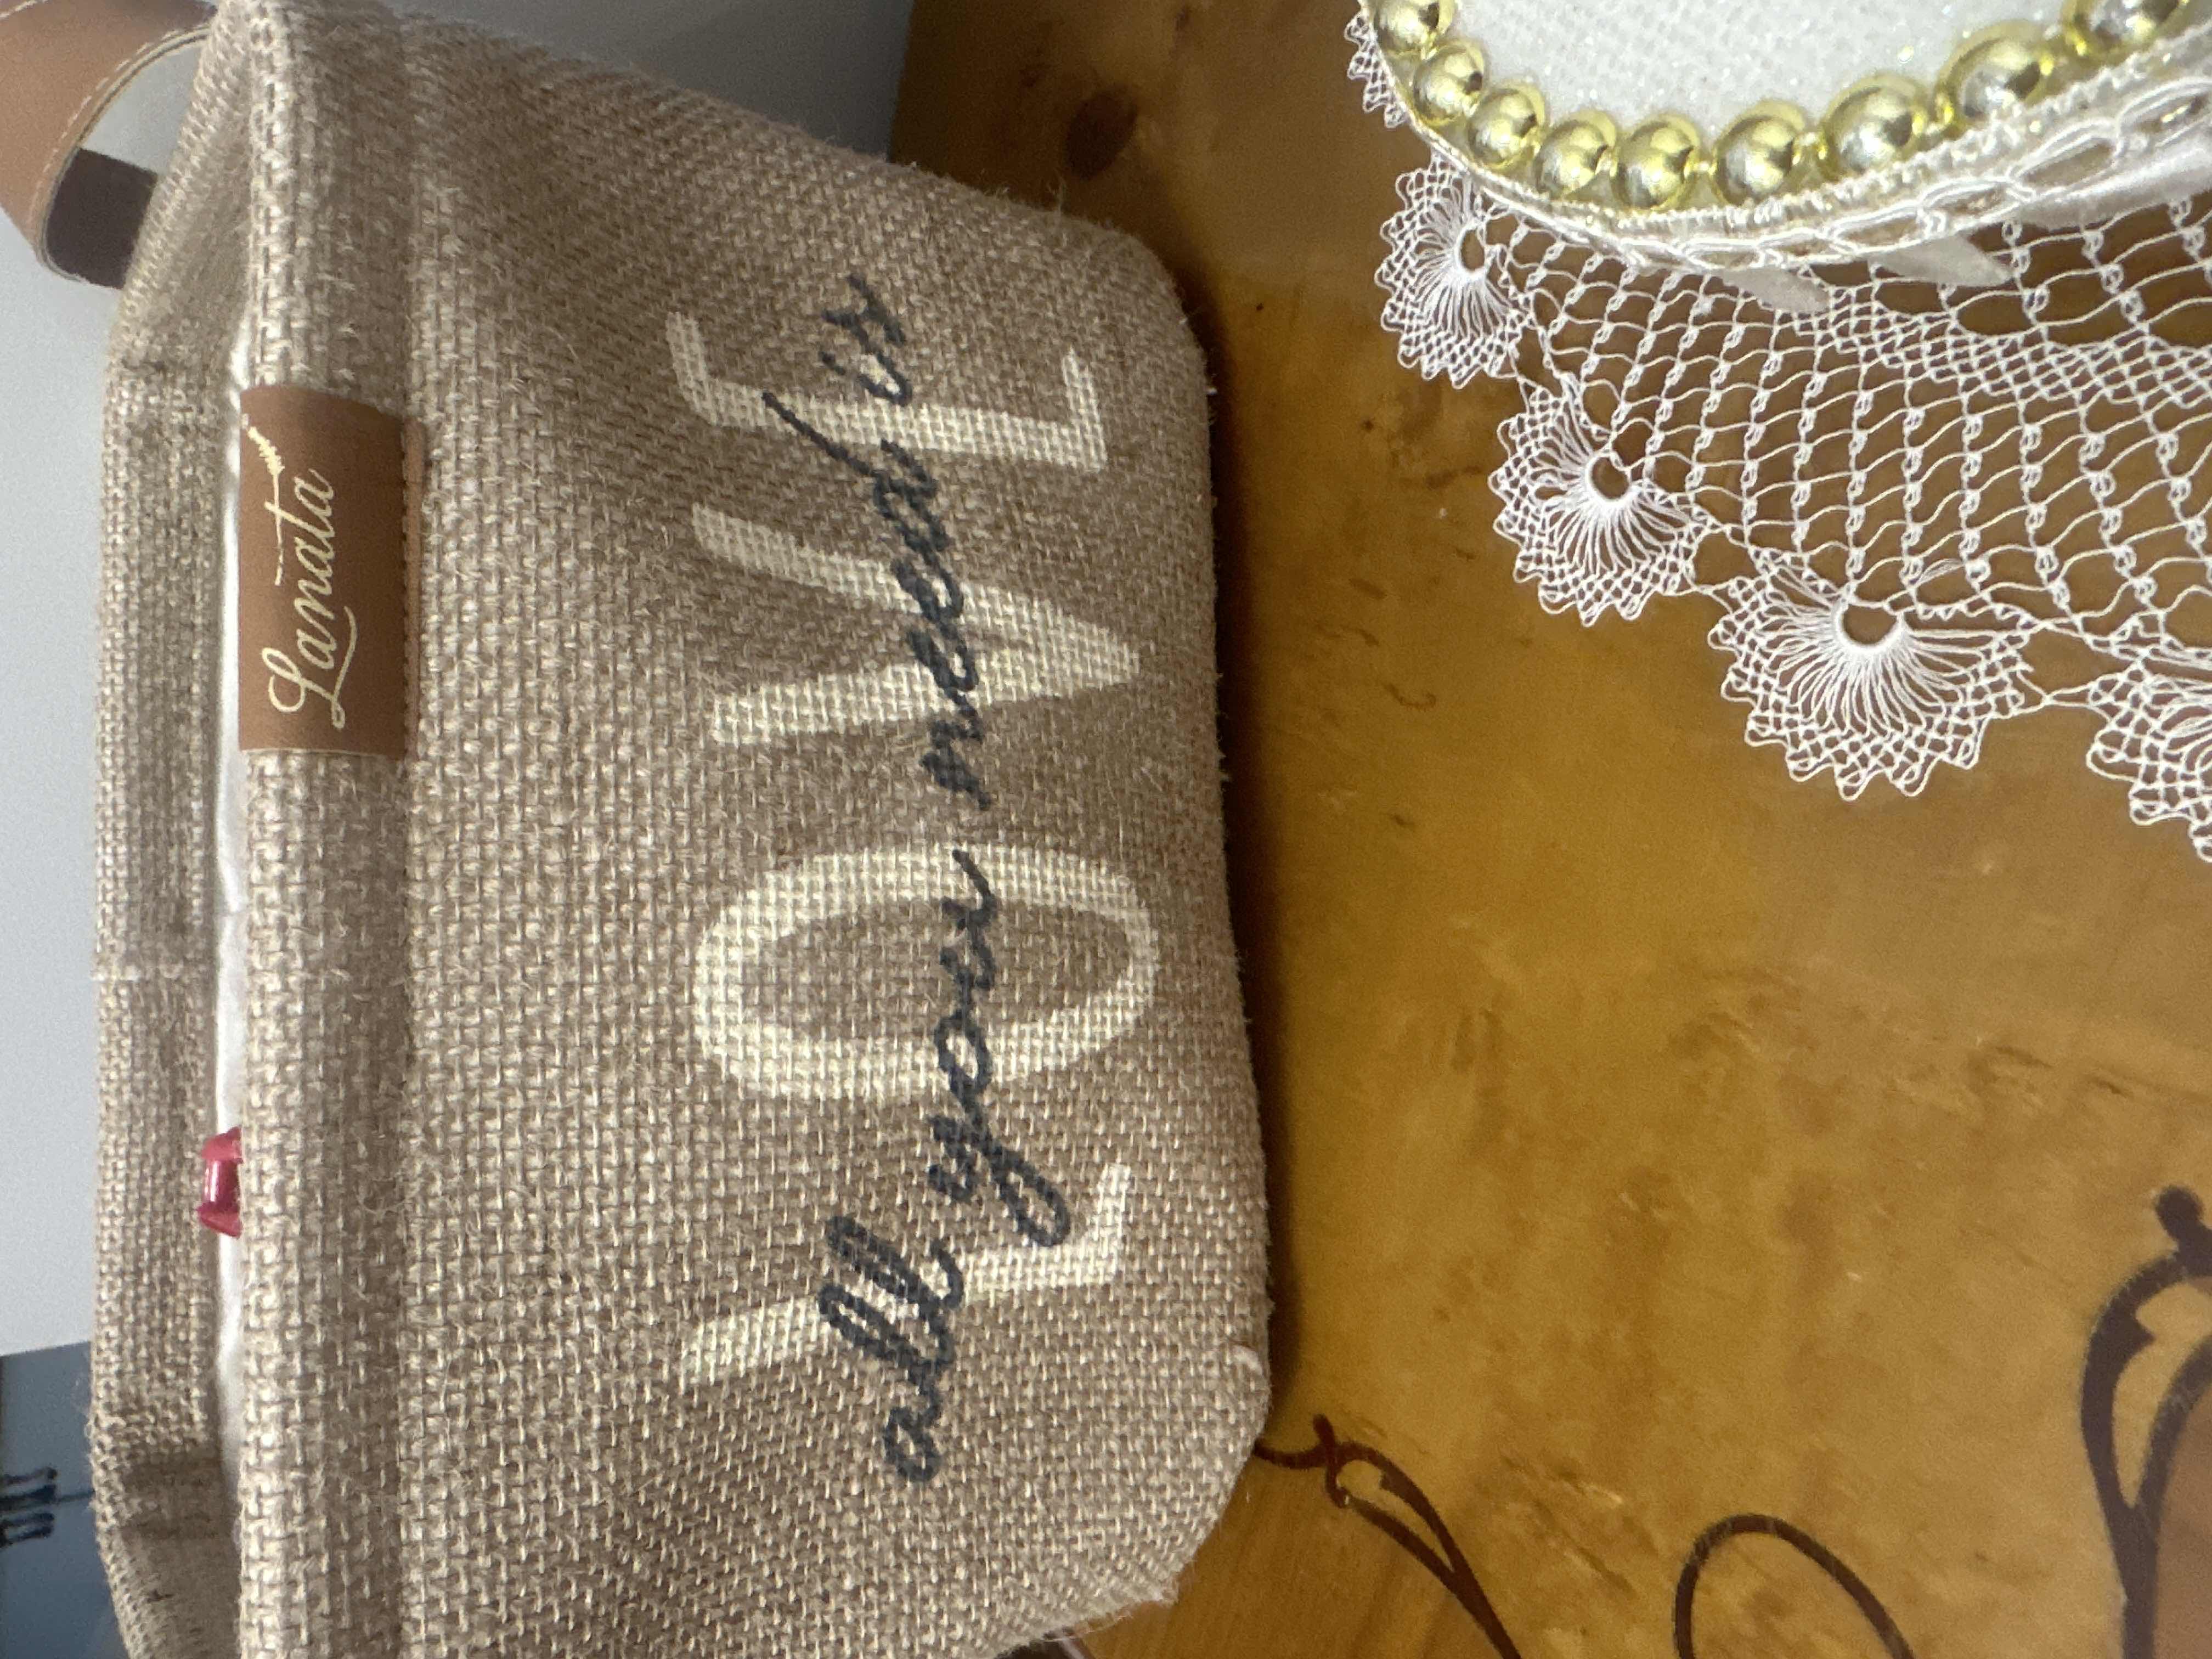 Lanata
all you need is
LOVE